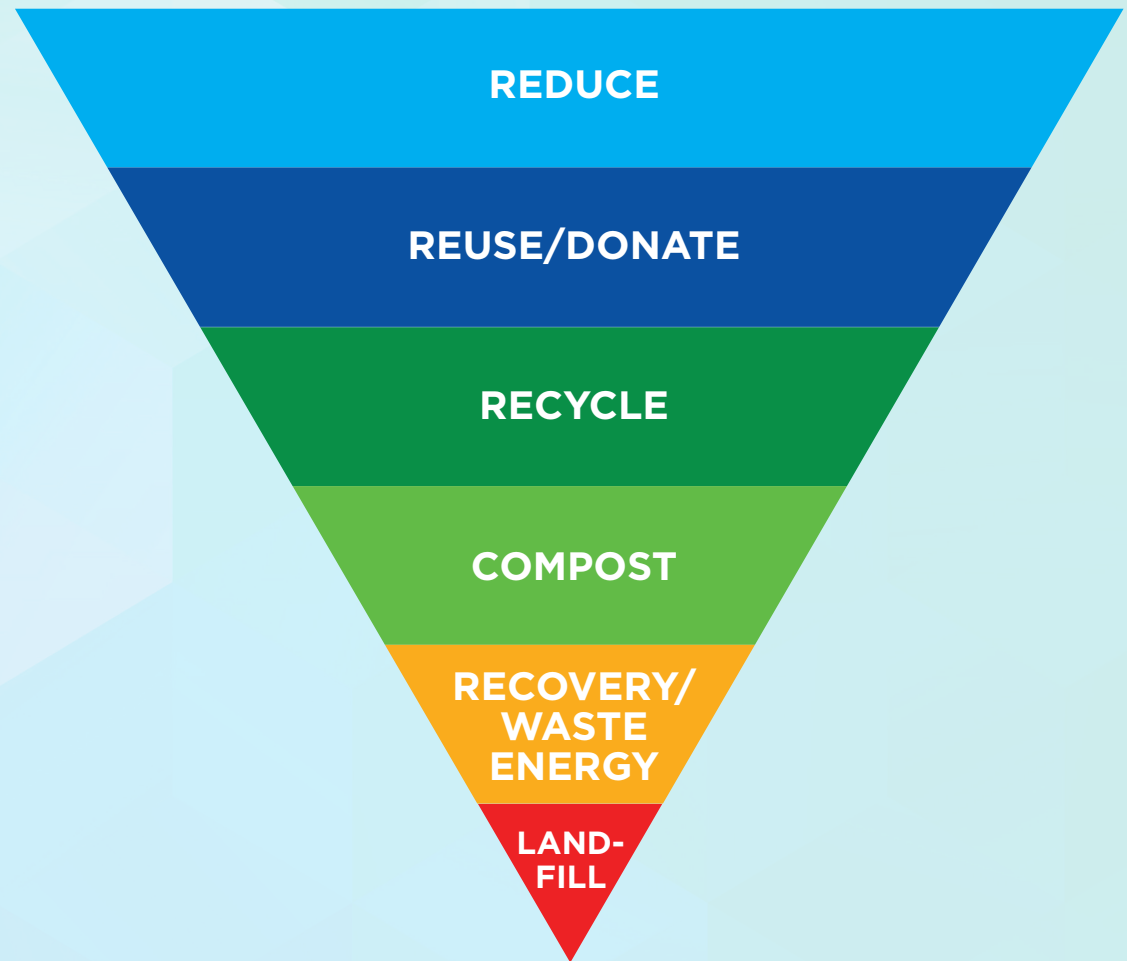 REDUCE
REUSE/DONATE
RECYCLE
COMPOST
RECOVERY/
WASTE
ENERGY
LAND-
FILL